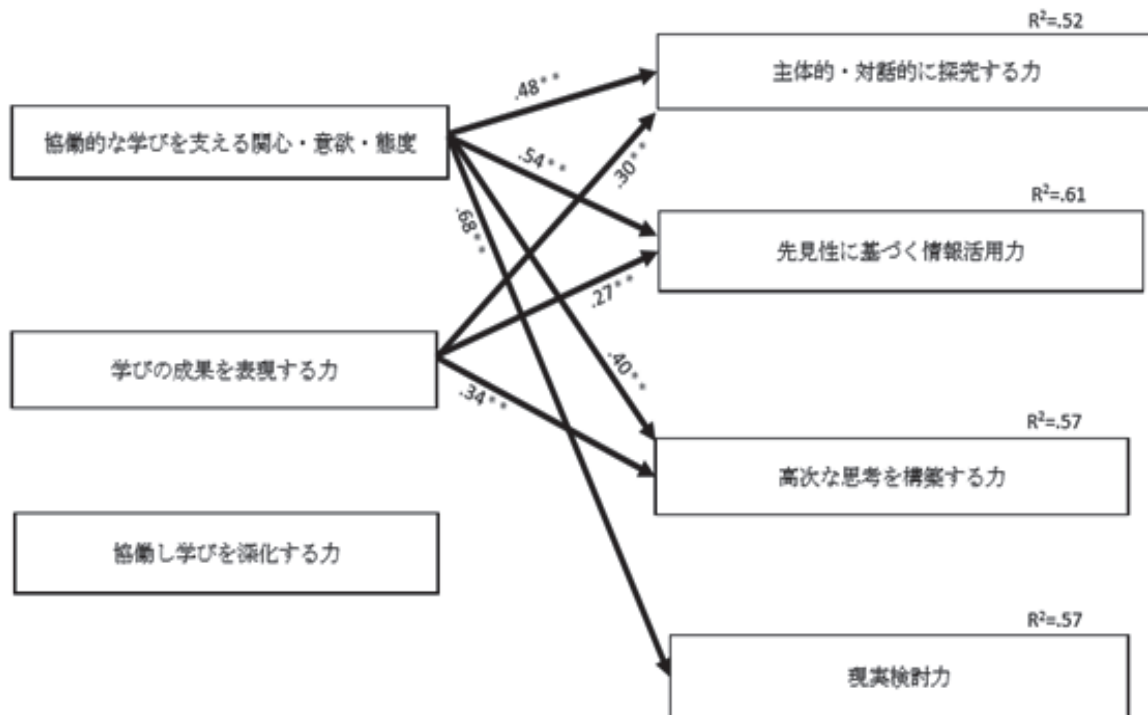 R²=.52
主体的・対話的に探究する力
.48**
協働的な学びを支える関心・意欲・態度
.54**
.30**
R²=.61
.68**
先見性に基づく情報活用力
.27**
学びの成果を表現する力
.40**
.34**
R²=.57
高次な思考を構築する力
協働し学びを深化する力
R²=.57
現実検討力